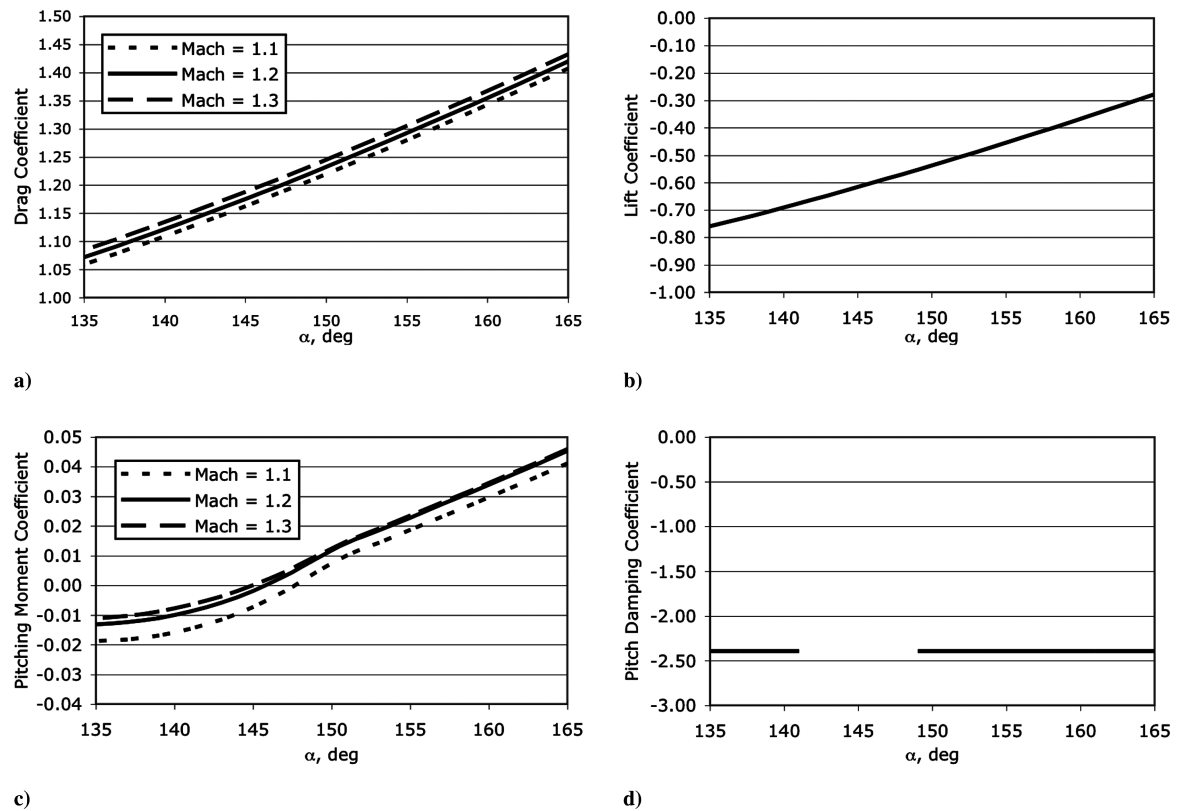 Drag Coefficient
1.50
1.45
1.40
1.35
1.30
1.25
1.20
1.15
1.10
1.05
1.00
Mach = 1.1
Mach = 1.2
Mach = 1.3
135 140 145 150 155 160 165
α, deg
a)
Lift Coefficient
0.00
-0.10
-0.20
-0.30
-0.40
-0.50
-0.60
-0.70
-0.80
-0.90
-1.00
135 140 145 150 155 160 165
α, deg
b)
Pitching Moment Coefficient
0.05
0.04
0.03
0.02
0.01
0.00
-0.01
-0.02
-0.03
-0.04
Mach = 1.1
Mach = 1.2
Mach = 1.3
135 140 145 150 155 160 165
α, deg
c)
Pitch Damping Coefficient
0.00
-0.50
-1.00
-1.50
-2.00
-2.50
-3.00
135 140 145 150 155 160 165
α, deg
d)